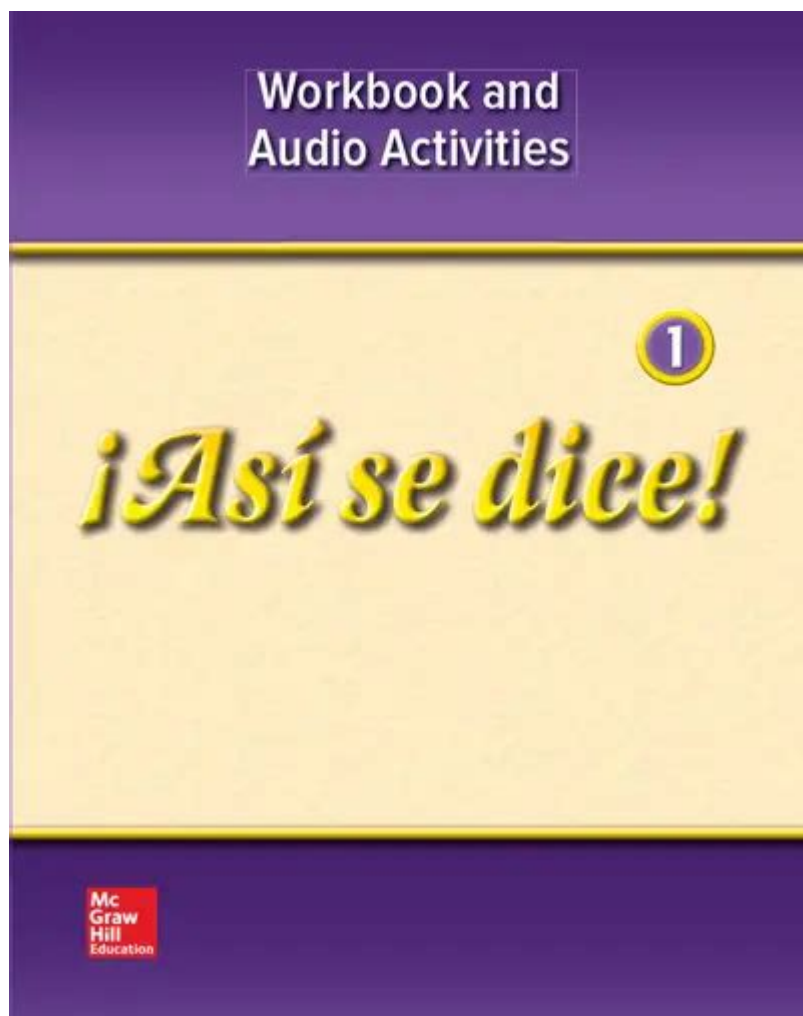 Workbook and
Audio Activities
1
¡Así se dice!
Mc
Graw
Hill
Education